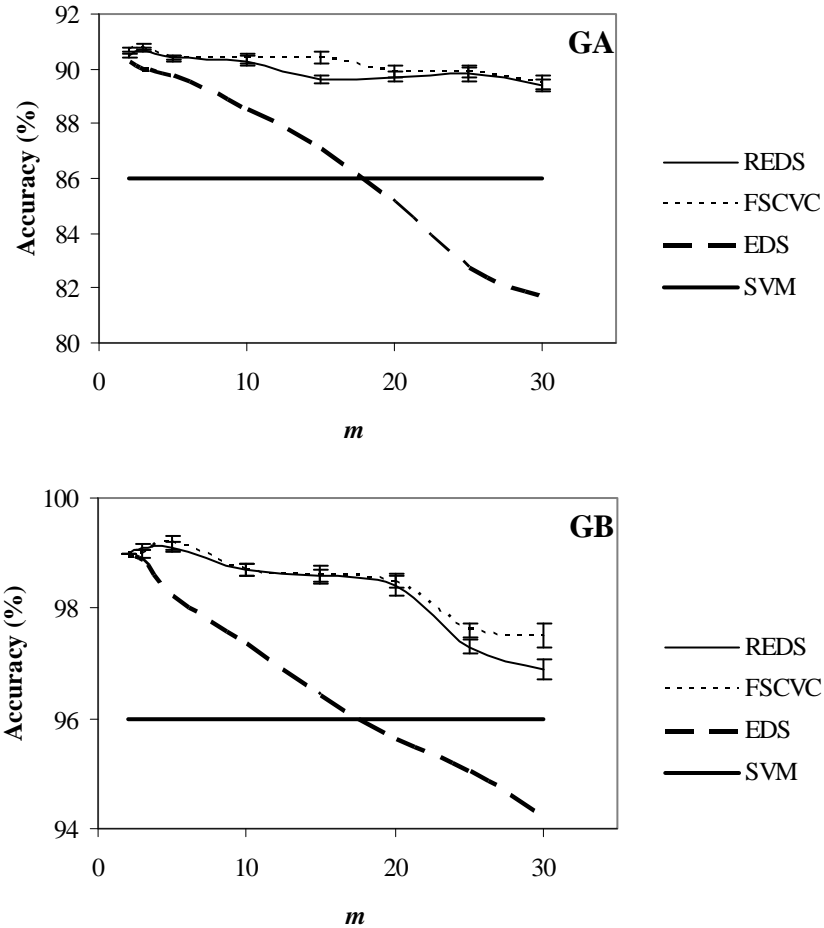 GA
Accuracy (%)
92
90
88
86
84
82
80
0 10 20 30
m
REDS
FSCVC
EDS
SVM
GB
Accuracy (%)
100
98
96
94
0 10 20 30
m
REDS
FSCVC
EDS
SVM